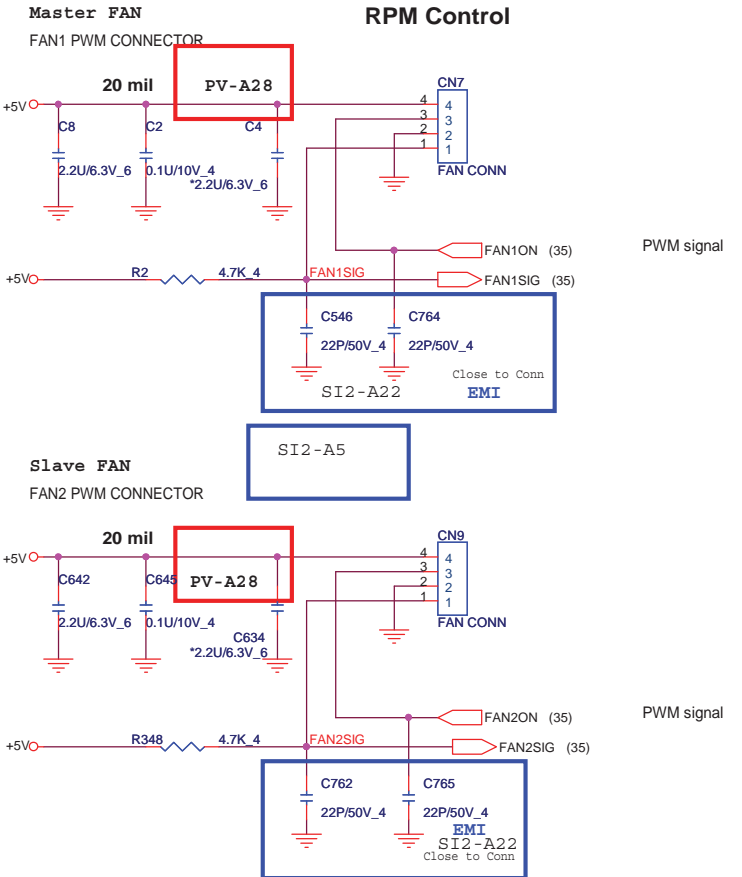 Master FAN
RPM Control
FAN1 PWM CONNECTOR
20 mil
PV-A28
CN7
+5V
4
4
3
3
2
2
1
1
C8
C2
C4
2.2U/6.3V_6
0.1U/10V_4
*2.2U/6.3V_6
FAN CONN
FAN1ON (35)
PWM signal
+5V
R2
4.7K_4
FAN1SIG
FAN1SIG (35)
C546
C764
22P/50V_4
22P/50V_4
Close to Conn
SI2-A22
EMI
SI2-A5
Slave FAN
FAN2 PWM CONNECTOR
20 mil
CN9
+5V
4
4
3
3
2
2
1
1
C642
C645
PV-A28
2.2U/6.3V_6
0.1U/10V_4
C634
*2.2U/6.3V_6
FAN CONN
FAN2ON (35)
PWM signal
+5V
R348
4.7K_4
FAN2SIG
FAN2SIG (35)
C762
C765
22P/50V_4
22P/50V_4
EMI
SI2-A22
Close to Conn